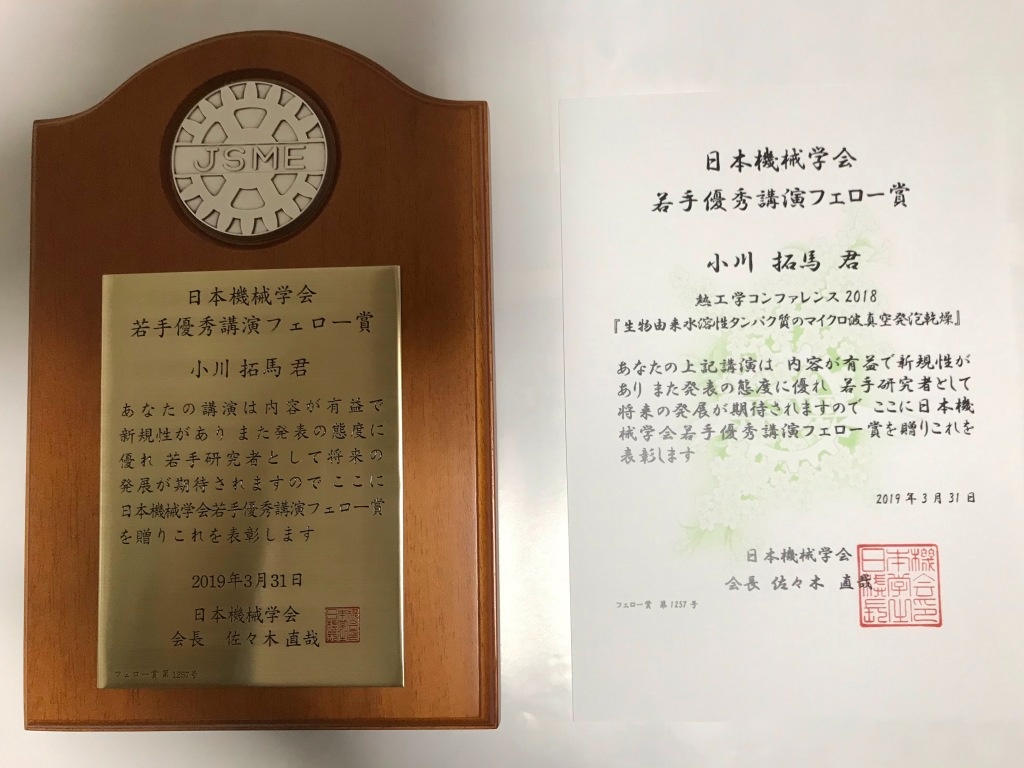 JSME
日本機械学会
若手優秀講演フェロー賞
小川 拓馬 君
あなたの講演は内容が有益で
新規性があり また発表の態度に
優れ 若手研究者として将来の
発展が期待されますので ここに
日本機械学会若手優秀講演フェロー賞
を贈りこれを表彰します
2019年3月31日
日本機械学会
会長 佐々木 直哉
フェロー賞 第1257号
日本機械学会
若手優秀講演フェロー賞
小川 拓馬 君
熱工学コンファレンス2018
『生物由来水溶性タンパク質のマイクロ波真空発泡乾燥』
あなたの上記講演は 内容が有益で新規性が
あり また発表の態度に優れ 若手研究者として
将来の発展が期待されますので ここに日本機
械学会若手優秀講演フェロー賞を贈りこれを
表彰します
2019年3月31日
日本機械学会
会長 佐々木 直哉
フェロー賞 第1257号